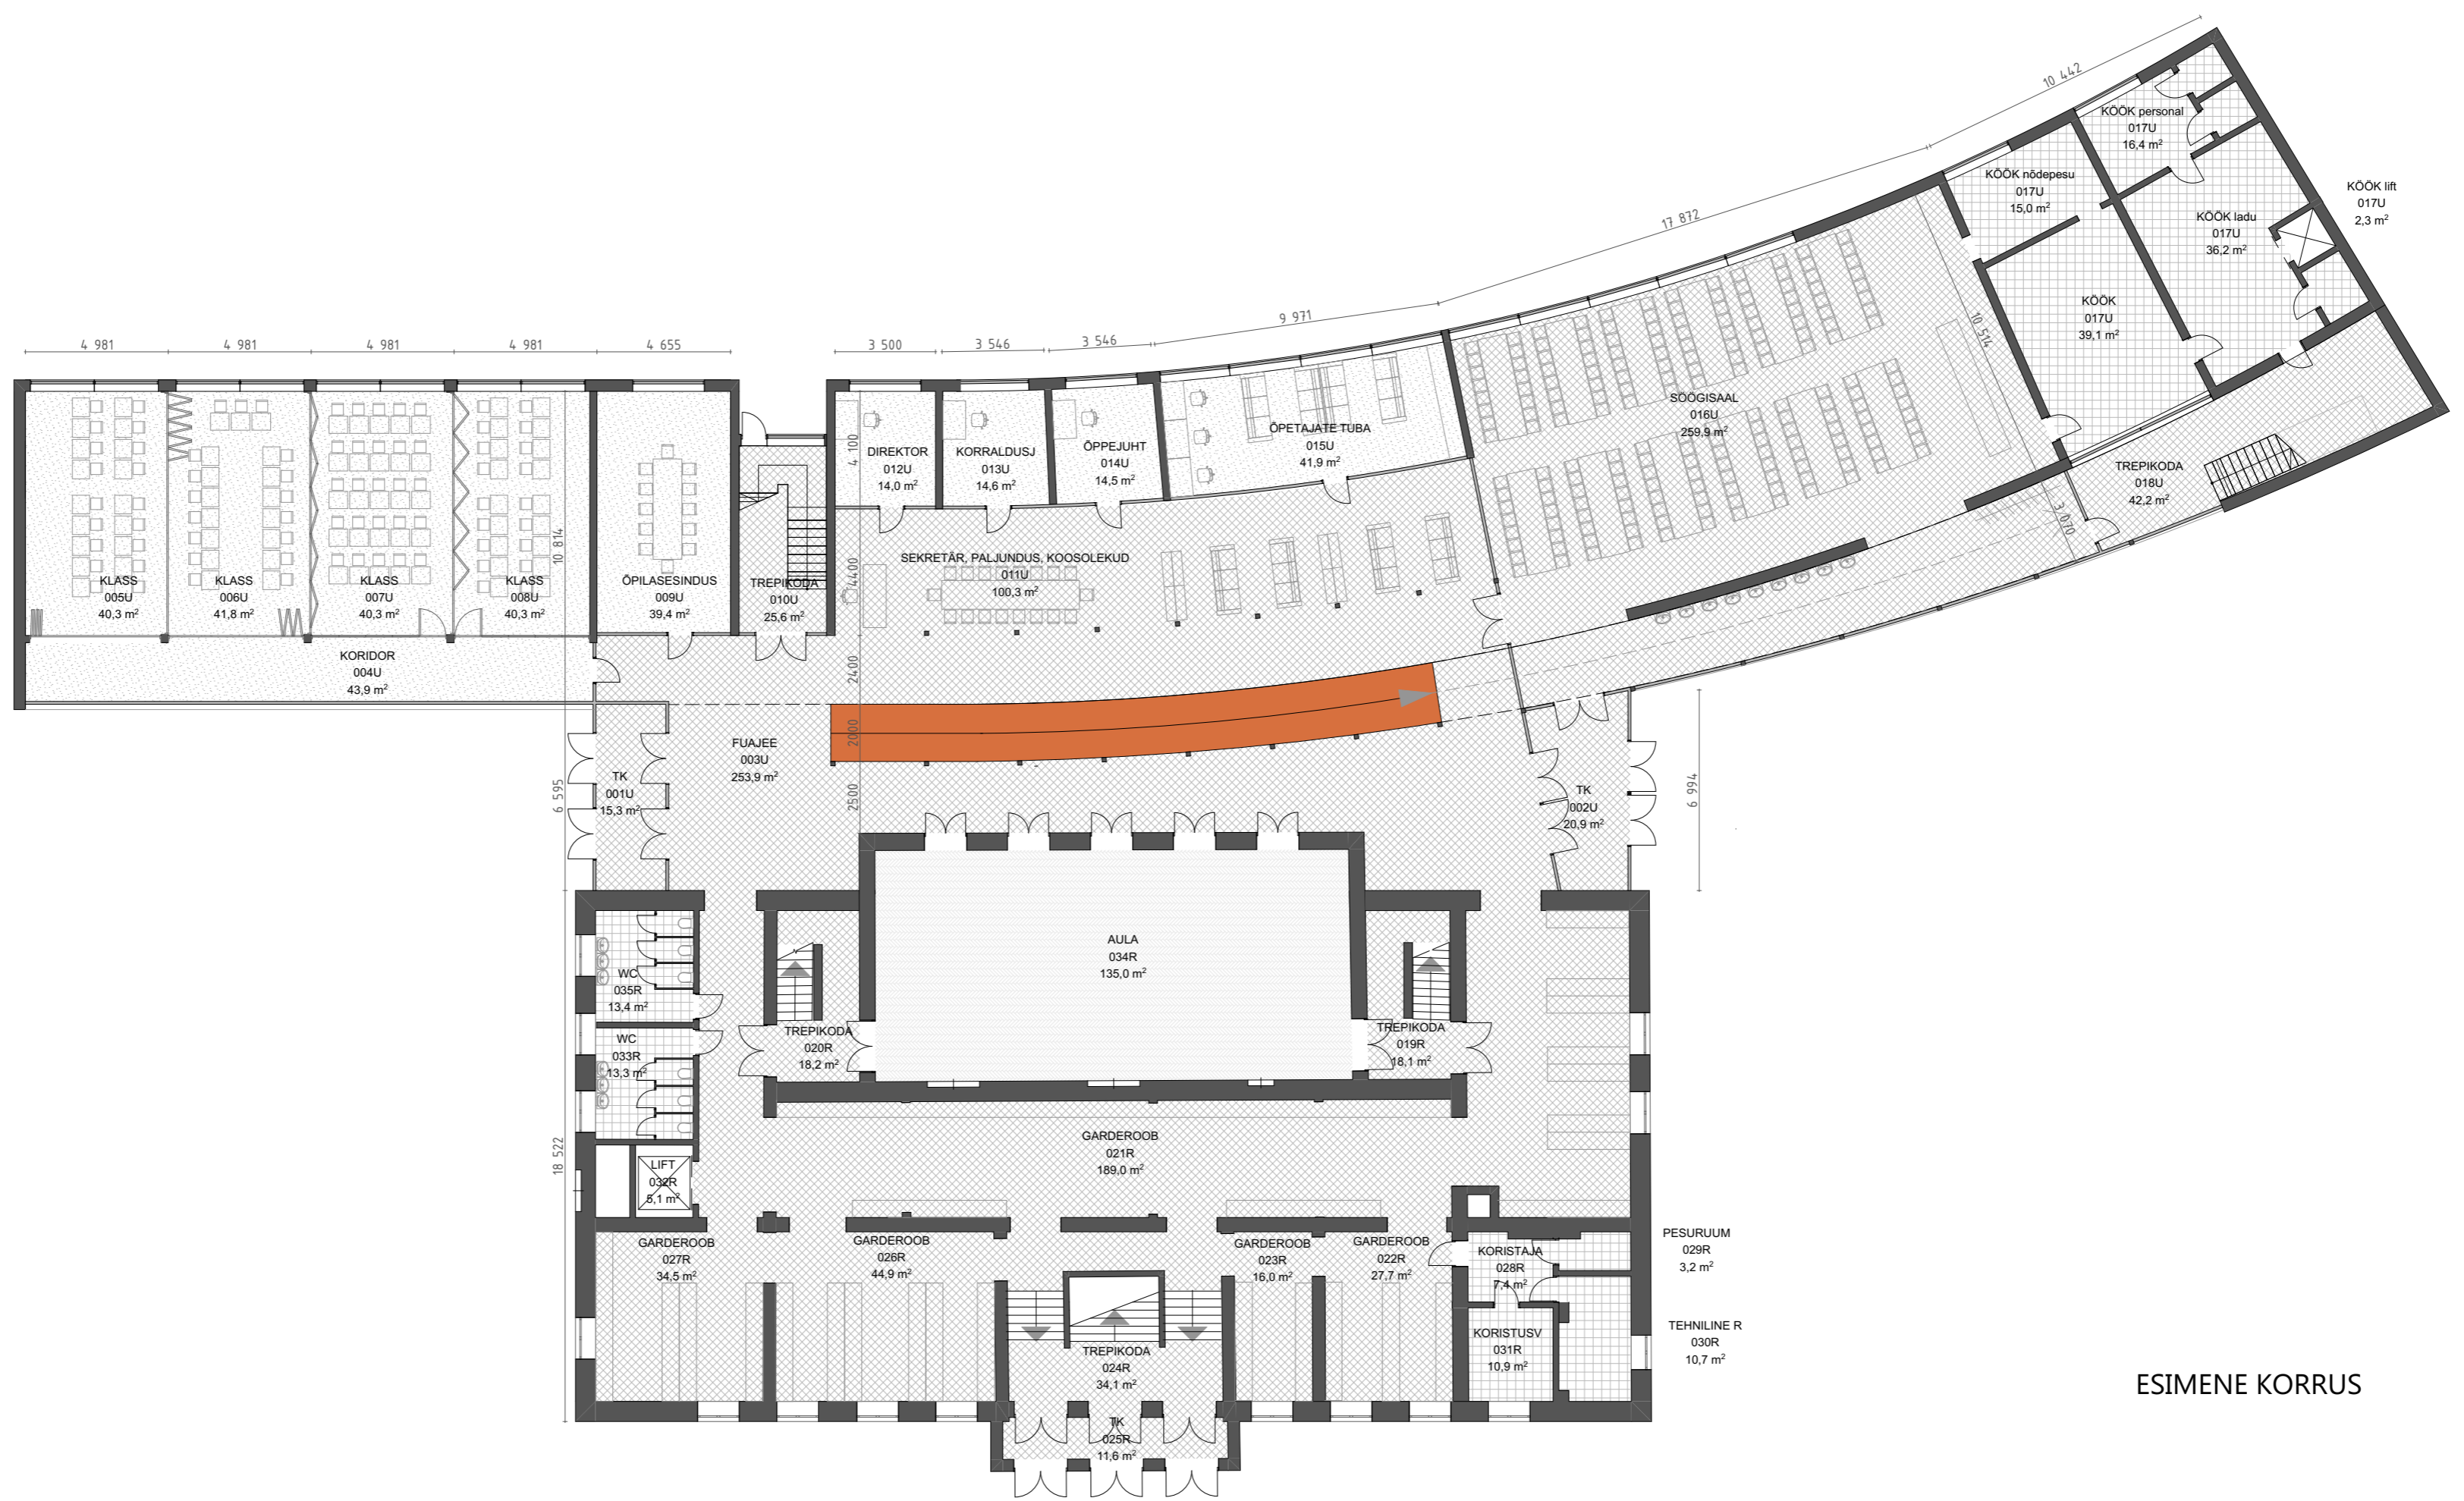 10 442
17 872
9 971
4 981
4 981
4 981
4 981
4 655
3 500
3 546
3 546
KÖÖK personal
017U
16,4 m²
KÖÖK nõdepesu
017U
15,0 m²
KÖÖK lift
017U
2,3 m²
KÖÖK ladu
017U
36,2 m²
KÖÖK
017U
39,1 m²
10 514
SÖÖGISAAL
016U
259,9 m²
TREPIKODA
018U
42,2 m²
3 070
ÕPETAJATE TUBA
015U
41,9 m²
ÕPPEJUHT
014U
14,5 m²
KORRALDUSJ
013U
14,6 m²
DIREKTOR
012U
14,0 m²
4 100
4400
2400
2000
2500
SEKRETÄR, PALJUNDUS, KOOSOLEKUD
011U
100,3 m²
KLASS
005U
40,3 m²
KLASS
006U
41,8 m²
KLASS
007U
40,3 m²
KLASS
008U
40,3 m²
10 814
ÕPILASESINDUS
009U
39,4 m²
TREPIKODA
010U
25,6 m²
KORIDOR
004U
43,9 m²
FUAJEE
003U
253,9 m²
TK
001U
15,3 m²
6 595
TK
002U
20,9 m²
6 994
AULA
034R
135,0 m²
WC
035R
13,4 m²
WC
033R
13,3 m²
TREPIKODA
020R
18,2 m²
TREPIKODA
019R
18,1 m²
18 522
GARDEROOB
021R
189,0 m²
LIFT
032R
5,1 m²
GARDEROOB
027R
34,5 m²
GARDEROOB
026R
44,9 m²
GARDEROOB
023R
16,0 m²
GARDEROOB
022R
27,7 m²
KORISTAJA
028R
7,4 m²
PESURUUM
029R
3,2 m²
TREPIKODA
024R
34,1 m²
KORISTUSV
031R
10,9 m²
TEHNILINE R
030R
10,7 m²
TK
025R
11,6 m²
ESIMENE KORRUS